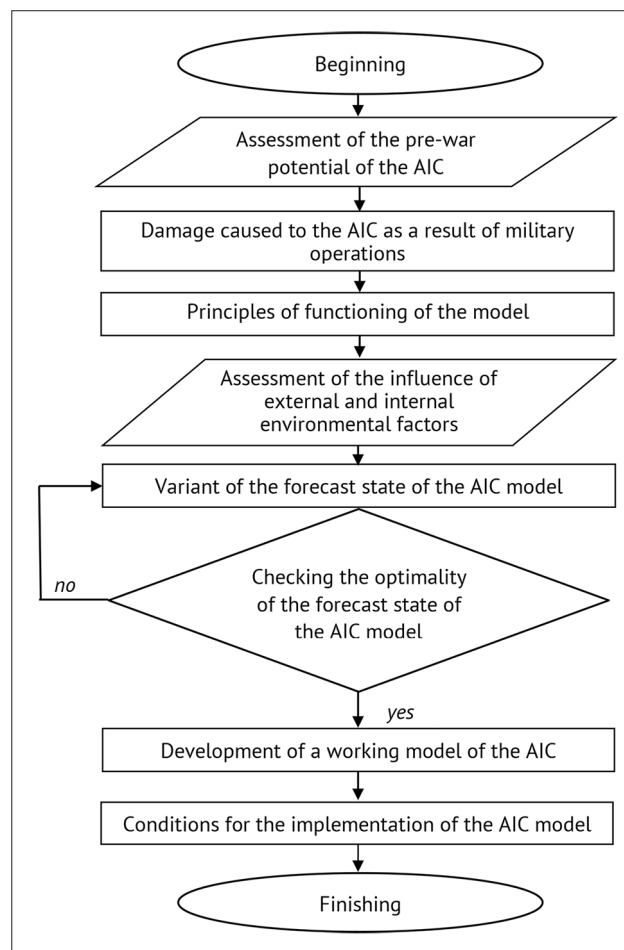 Beginning
Assessment of the pre-war
potential of the AIC
Damage caused to the AIC as a result of military
operations
Principles of functioning of the model
Assessment of the influence of
external and internal
environmental factors
Variant of the forecast state of the AIC model
no
Checking the optimality
of the forecast state of
the AIC model
yes
Development of a working model of the AIC
Conditions for the implementation of the AIC model
Finishing